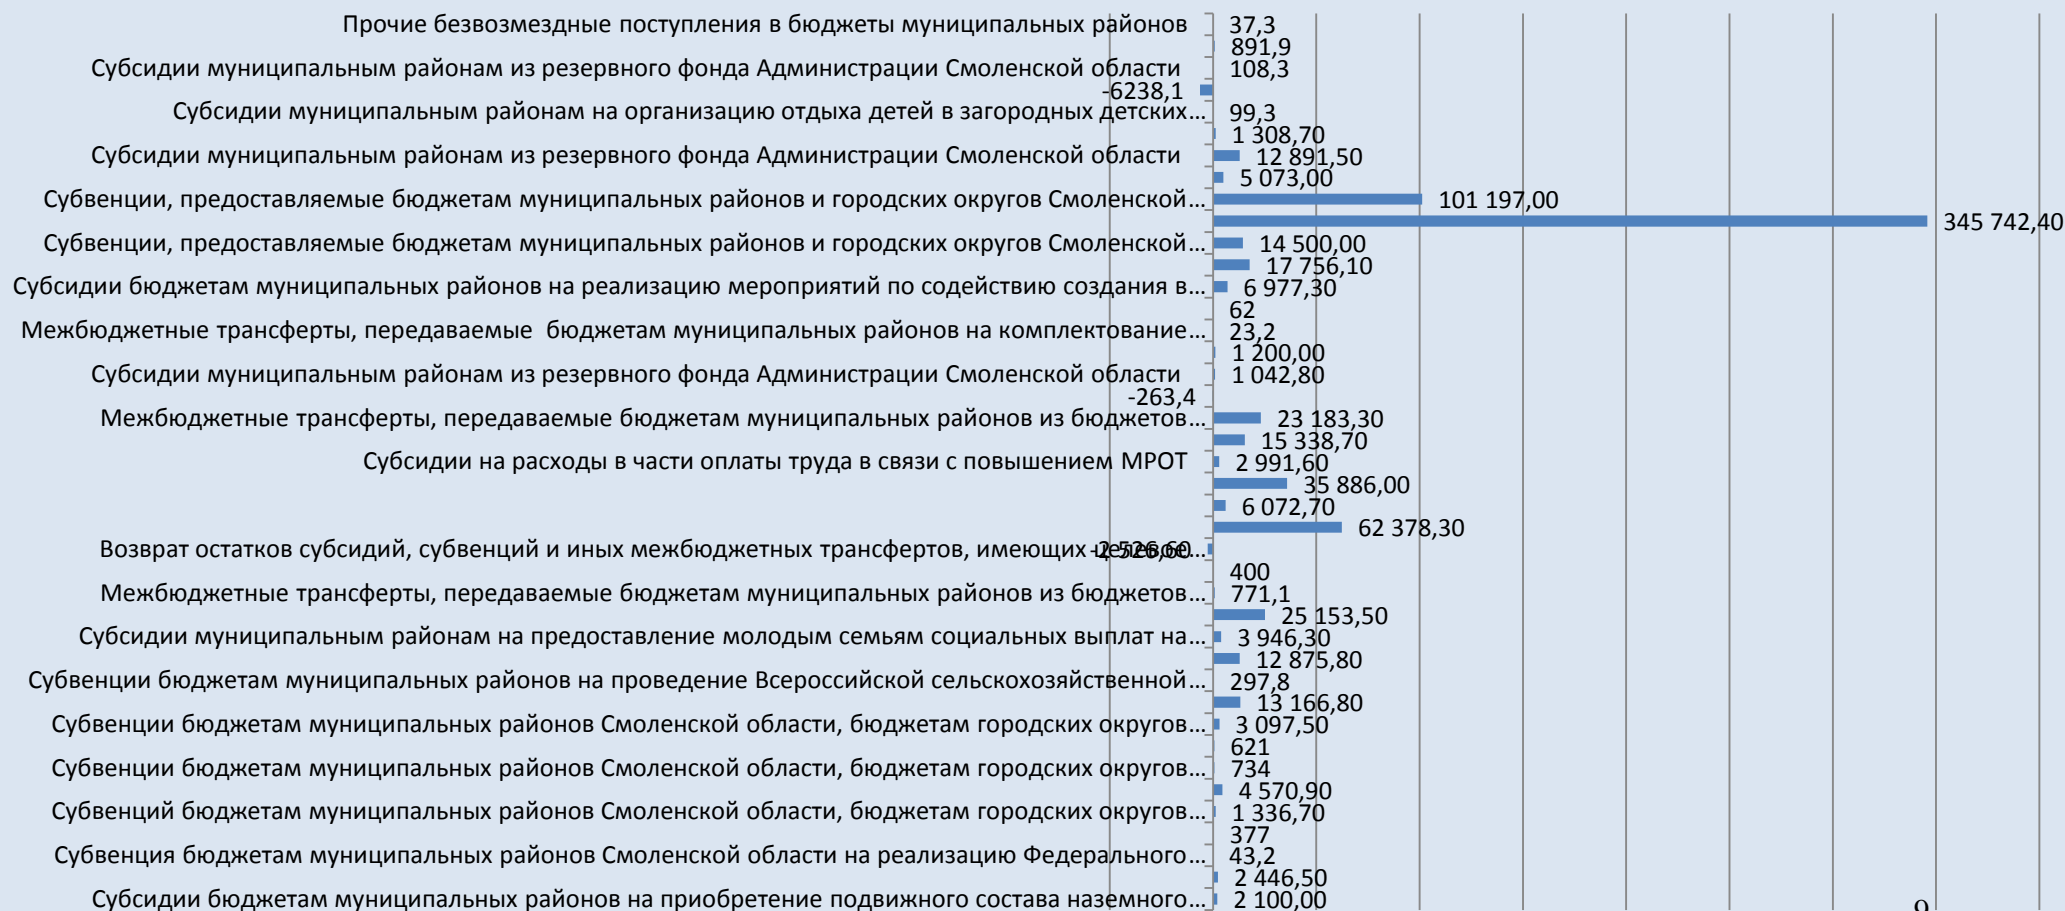 Прочие безвозмездные поступления в бюджеты муниципальных районов 37,3
891,9
Субсидии муниципальным районам из резервного фонда Администрации Смоленской области 108,3
-6238,1
Субсидии муниципальным районам на организацию отдыха детей в загородных детских... 99,3
1 308,70
Субсидии муниципальным районам из резервного фонда Администрации Смоленской области 12 891,50
5 073,00
Субвенции, предоставляемые бюджетам муниципальных районов и городских округов Смоленской... 101 197,00
345 742,40
Субвенции, предоставляемые бюджетам муниципальных районов и городских округов Смоленской... 14 500,00
17 756,10
Субсидии бюджетам муниципальных районов на реализацию мероприятий по содействию создания в... 6 977,30
62
Межбюджетные трансферты, передаваемые бюджетам муниципальных районов на комплектование... 23,2
1 200,00
Субсидии муниципальным районам из резервного фонда Администрации Смоленской области 1 042,80
-263,4
Межбюджетные трансферты, передаваемые бюджетам муниципальных районов из бюджетов... 23 183,30
15 338,70
Субсидии на расходы в части оплаты труда в связи с повышением МРОТ 2 991,60
35 886,00
6 072,70
62 378,30
Возврат остатков субсидий, субвенций и иных межбюджетных трансфертов, имеющих целевое... -2 526,60
400
Межбюджетные трансферты, передаваемые бюджетам муниципальных районов из бюджетов... 771,1
25 153,50
Субсидии муниципальным районам на предоставление молодым семьям социальных выплат на... 3 946,30
12 875,80
Субвенции бюджетам муниципальных районов на проведение Всероссийской сельскохозяйственной... 297,8
13 166,80
Субвенции бюджетам муниципальных районов Смоленской области, бюджетам городских округов... 3 097,50
621
Субвенции бюджетам муниципальных районов Смоленской области, бюджетам городских округов... 734
4 570,90
Субвенций бюджетам муниципальных районов Смоленской области, бюджетам городских округов... 1 336,70
377
Субвенция бюджетам муниципальных районов Смоленской области на реализацию Федерального... 43,2
2 446,50
Субсидии бюджетам муниципальных районов на приобретение подвижного состава наземного... 2 100,00
9